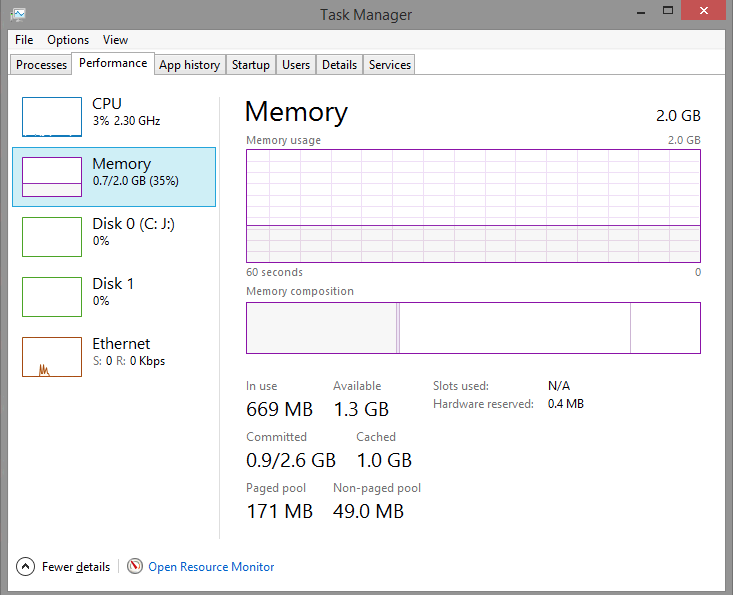 Task Manager
File Options View
Processes Performance App history Startup Users Details Services
CPU
3% 2.30 GHz
Memory
0.7/2.0 GB (35%)
Disk 0 (C: J:)
0%
Disk 1
0%
Ethernet
S: 0 R: 0 Kbps
Memory 2.0 GB
Memory usage 2.0 GB
60 seconds 0
Memory composition
In use Available Slots used: N/A
669 MB 1.3 GB Hardware reserved: 0.4 MB
Committed Cached
0.9/2.6 GB 1.0 GB
Paged pool Non-paged pool
171 MB 49.0 MB
Fewer details Open Resource Monitor